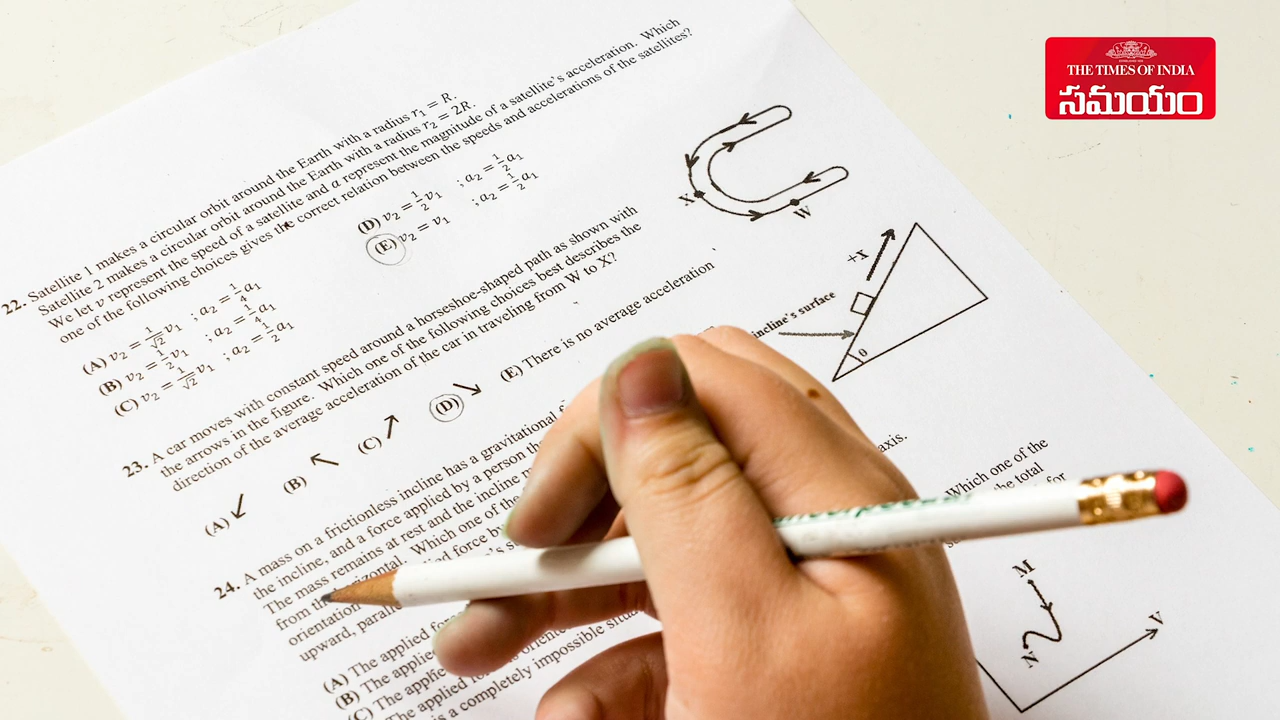 THE TIMES OF INDIA
సమయం
22. Satellite 1 makes a circular orbit around the Earth with a radius r₁ = R.
Satellite 2 makes a circular orbit around the Earth with a radius r₂ = 2R.
We let v represent the speed of a satellite and a represent the magnitude of a satellite's acceleration. Which
one of the following choices gives the correct relation between the speeds and accelerations of the satellites?
(A) v₂ = 1/√2 v₁ ; a₂ = 1/4 a₁
(B) v₂ = 1/2 v₁ ; a₂ = 1/4 a₁
(C) v₂ = 1/√2 v₁ ; a₂ = 1/2 a₁
(D) v₂ = 1/2 v₁ ; a₂ = 1/2 a₁
(E) v₂ = v₁ ; a₂ = 1/2 a₁
23. A car moves with constant speed around a horseshoe-shaped path as shown with
the arrows in the figure. Which one of the following choices best describes the
direction of the average acceleration of the car in traveling from W to X?
(A) ↙ (B) ↖ (C) ↗ (D) ↘ (E) There is no average acceleration
X
W
24. A mass on a frictionless incline has a gravitational
the incline, and a force applied by a person
The mass remains at rest and the incline
from the horizontal. Which one of the
orientation force
upward,
(A) The applied
(B) The applied
(C) The applied
The applied
is a completely impossible
+x
incline's surface
θ
axis.
Which one of the
the total
for
M
N
V